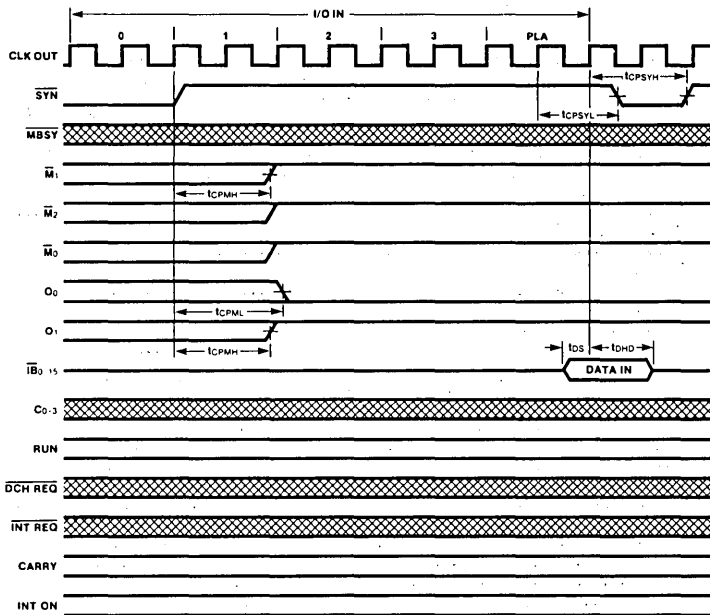 I/O IN
0 1 2 3 PLA
CLK OUT
tCPSYH
SYN
tCPSYL
MBSY
M1
tCPMH
M2
M0
O0
tCPML
O1
tCPMH
tDS tDHD
IB0-15 DATA IN
C0-3
RUN
DCH REQ
INT REQ
CARRY
INT ON